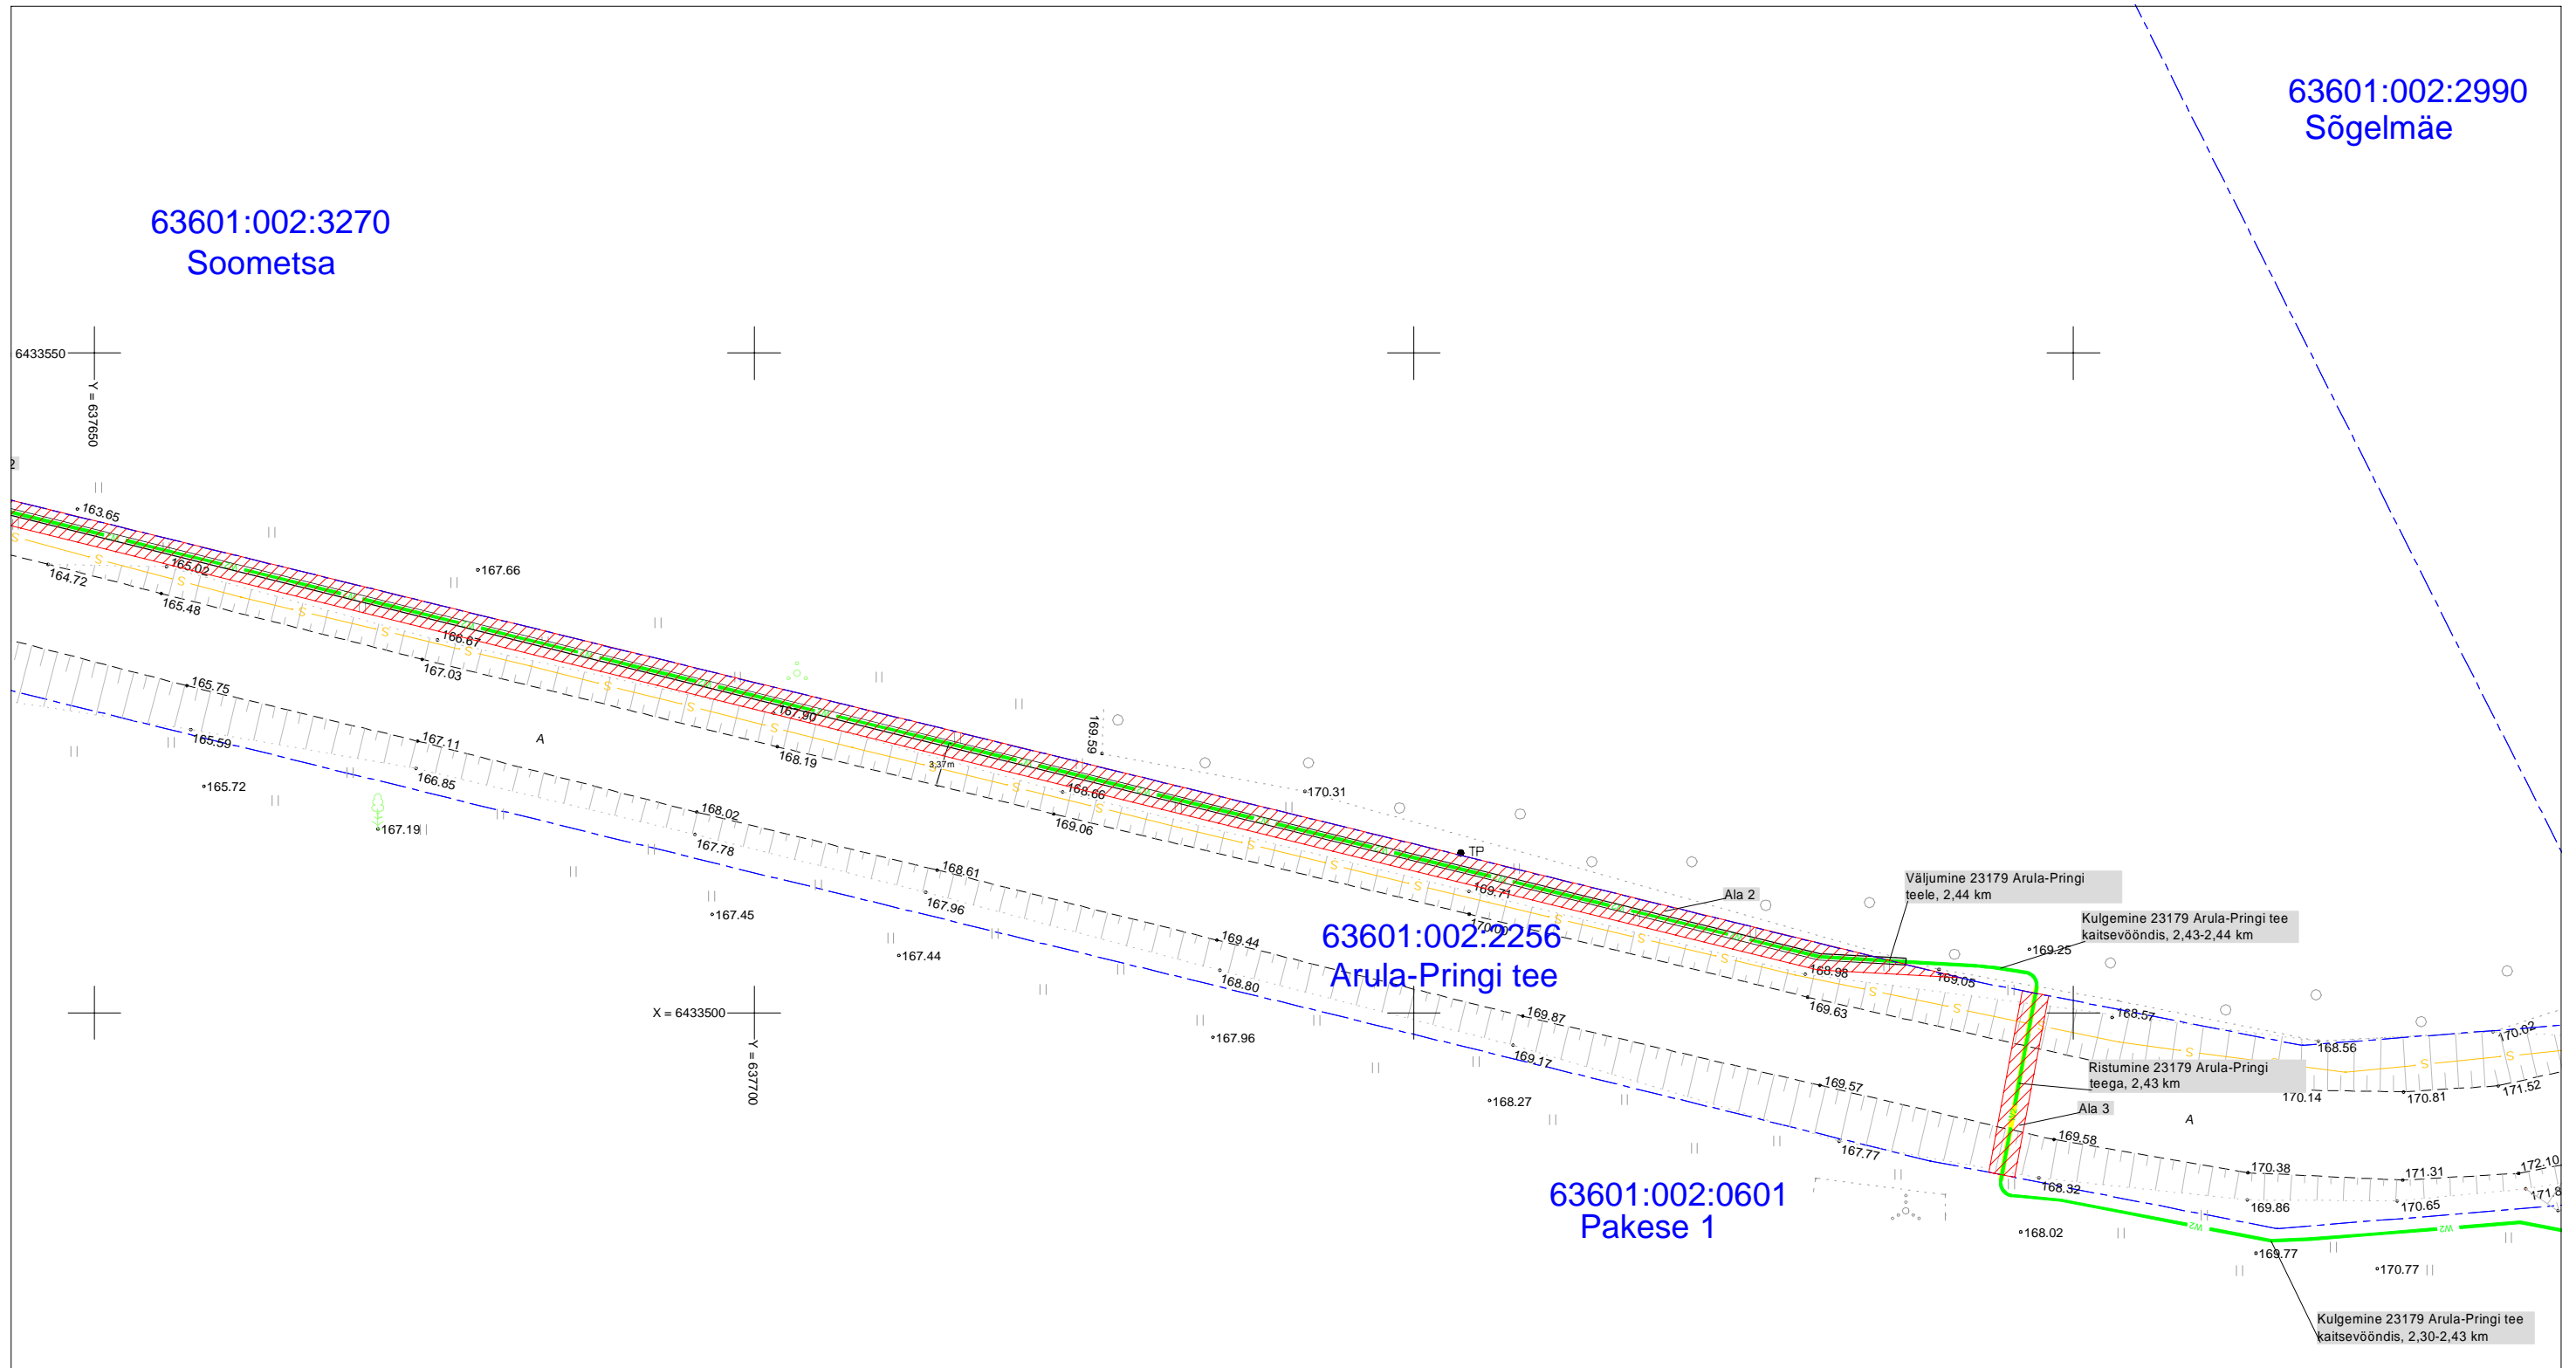 63601:002:2990
Sõgelmäe
63601:002:3270
Soometsa
6433550
Y = 637650
2
163.65
167.66
165.02
164.72
165.48
168.67
167.03
165.75
167.90
169.59
165.59
167.11
A
168.19
3,37m
166.85
168.66
170.31
165.72
167.19
168.02
169.06
167.78
TP
168.61
169.71
Väljumine 23179 Arula-Pringi
teele, 2,44 km
Ala 2
167.45
167.96
170.00
Kulgemine 23179 Arula-Pringi tee
kaitsevööndis, 2,43-2,44 km
63601:002:2256
Arula-Pringi tee
169.44
167.44
169.25
168.98
169.05
168.80
X = 6433500
Y = 637700
169.87
169.63
168.57
170.02
167.96
169.17
168.56
Ristumine 23179 Arula-Pringi
teega, 2,43 km
169.57
168.27
170.14
170.81
171.52
Ala 3
A
167.77
169.58
170.38
171.31
172.10
63601:002:0601
Pakese 1
168.32
169.86
170.65
171.8
W2
W2
168.02
169.77
170.77
Kulgemine 23179 Arula-Pringi tee
kaitsevööndis, 2,30-2,43 km